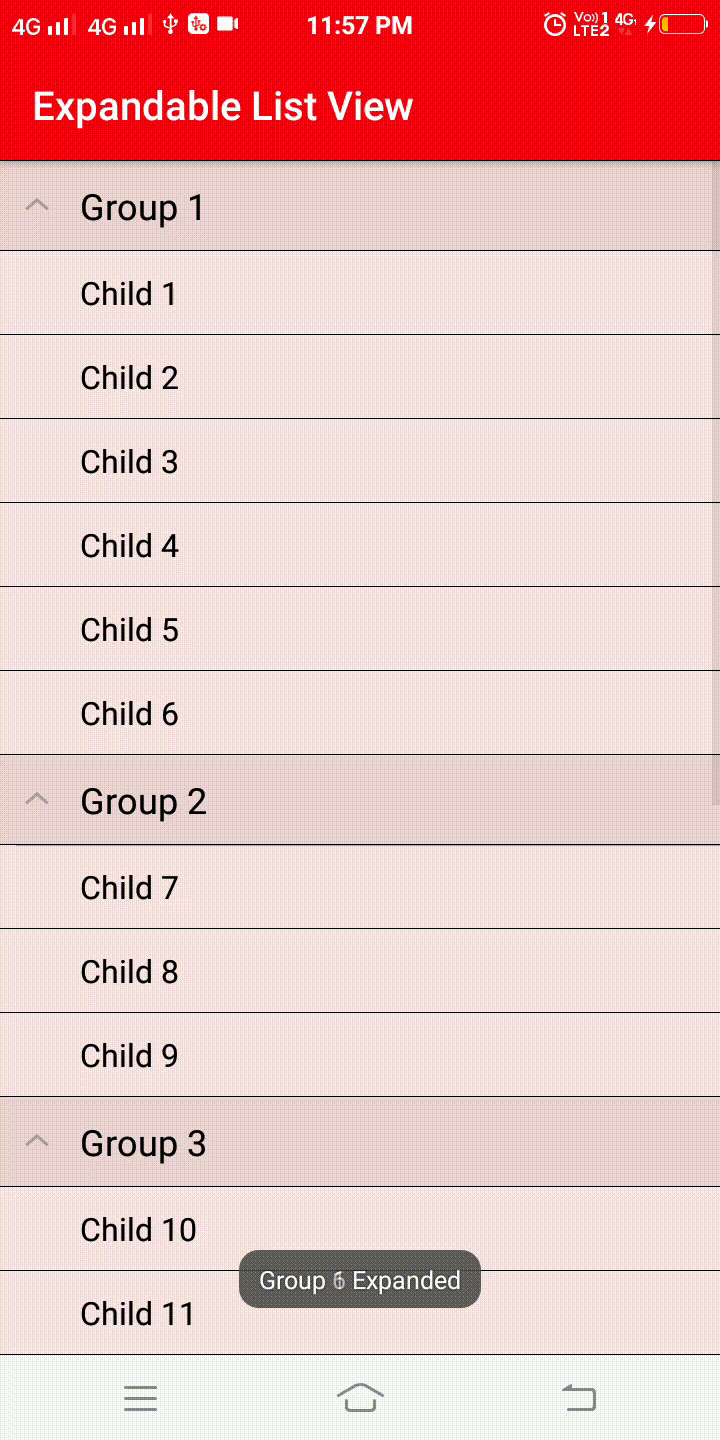 4G 4G 11:57 PM Vo)) 1 4G LTE2
Expandable List View
Group 1
Child 1
Child 2
Child 3
Child 4
Child 5
Child 6
Group 2
Child 7
Child 8
Child 9
Group 3
Child 10
Group Expanded
Child 11